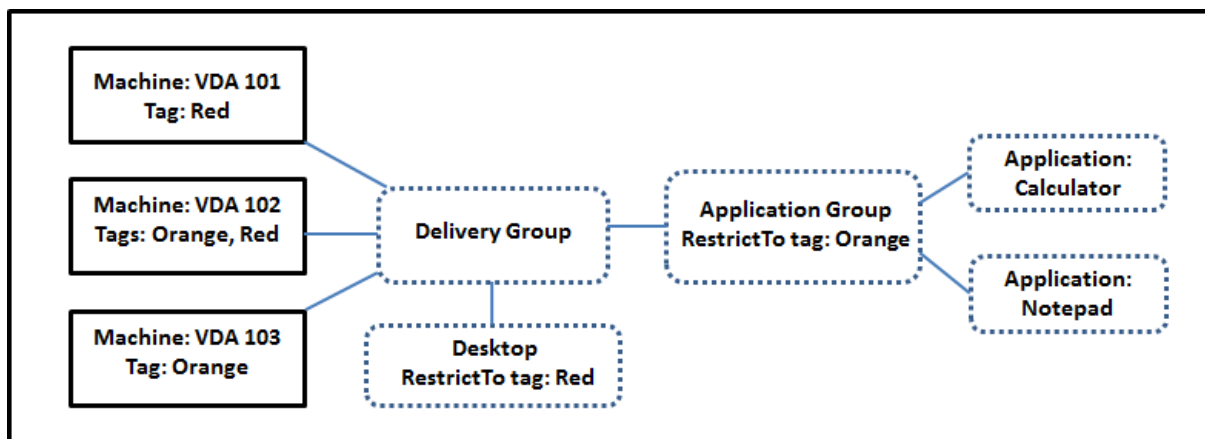 Machine: VDA 101
Tag: Red
Machine: VDA 102
Tags: Orange, Red
Machine: VDA 103
Tag: Orange
Delivery Group
Desktop
RestrictTo tag: Red
Application Group
RestrictTo tag: Orange
Application:
Calculator
Application:
Notepad